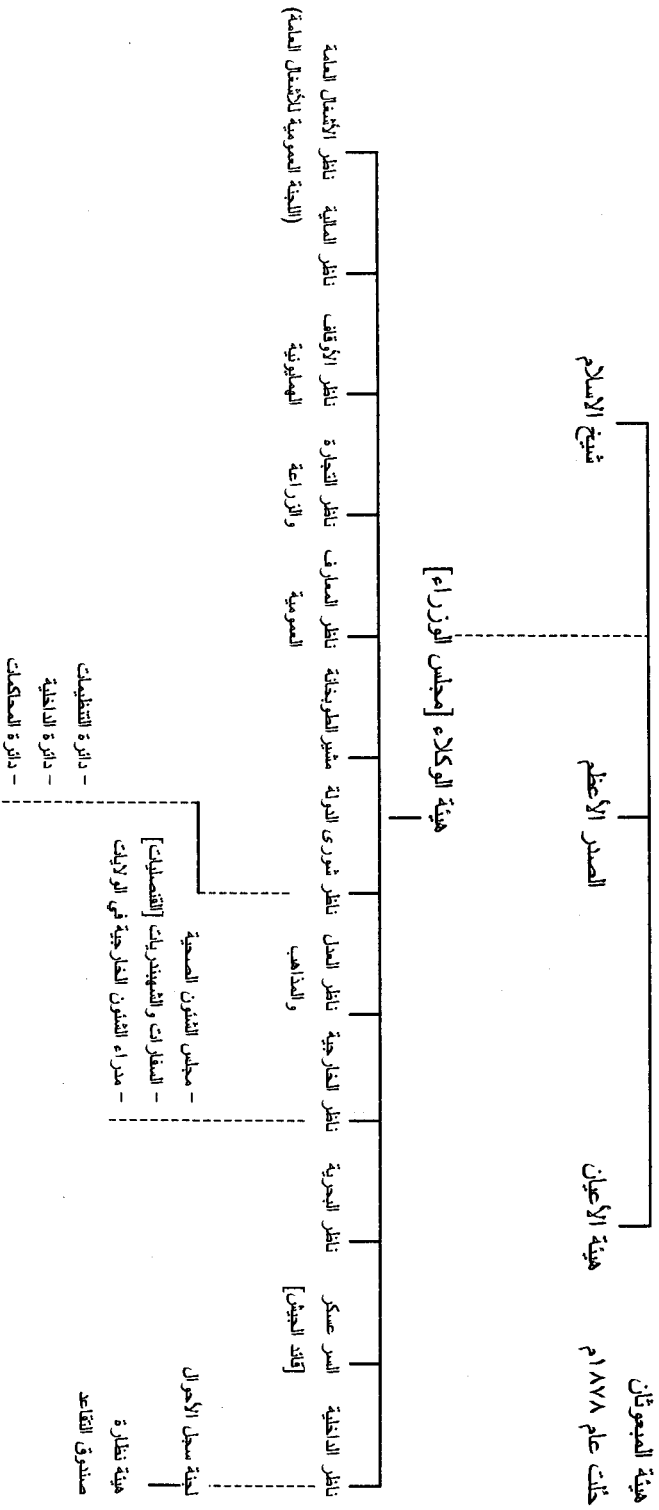 هيئة المبعوثان
حُلت عام ١٨٧٨م
هيئة الأعيان
الصدر الأعظم
شيخ الاسلام
هيئة الوكلاء [مجلس الوزراء]
ناظر الداخلية
لجنة سجل الأحوال
هيئة نظارة
صندوق التقاعد
السر عسكر
[قائد الجيش]
ناظر البحرية
ناظر الخارجية
- مجلس الشئون الصحية
- السفارات والشهبندريات [القنصليات]
- مدراء الشئون الخارجية في الولايات
ناظر العدل
والمذاهب
ناظر شورى الدولة
- دائرة التنظيمات
- دائرة الداخلية
- دائرة المحاكمات
مشير الطوبخانة
ناظر المعارف
العمومية
ناظر التجارة
والزراعة
ناظر الأوقاف
الهمايونية
ناظر المالية
ناظر الأشغال العامة
(اللجنة العمومية للأشغال العامة)